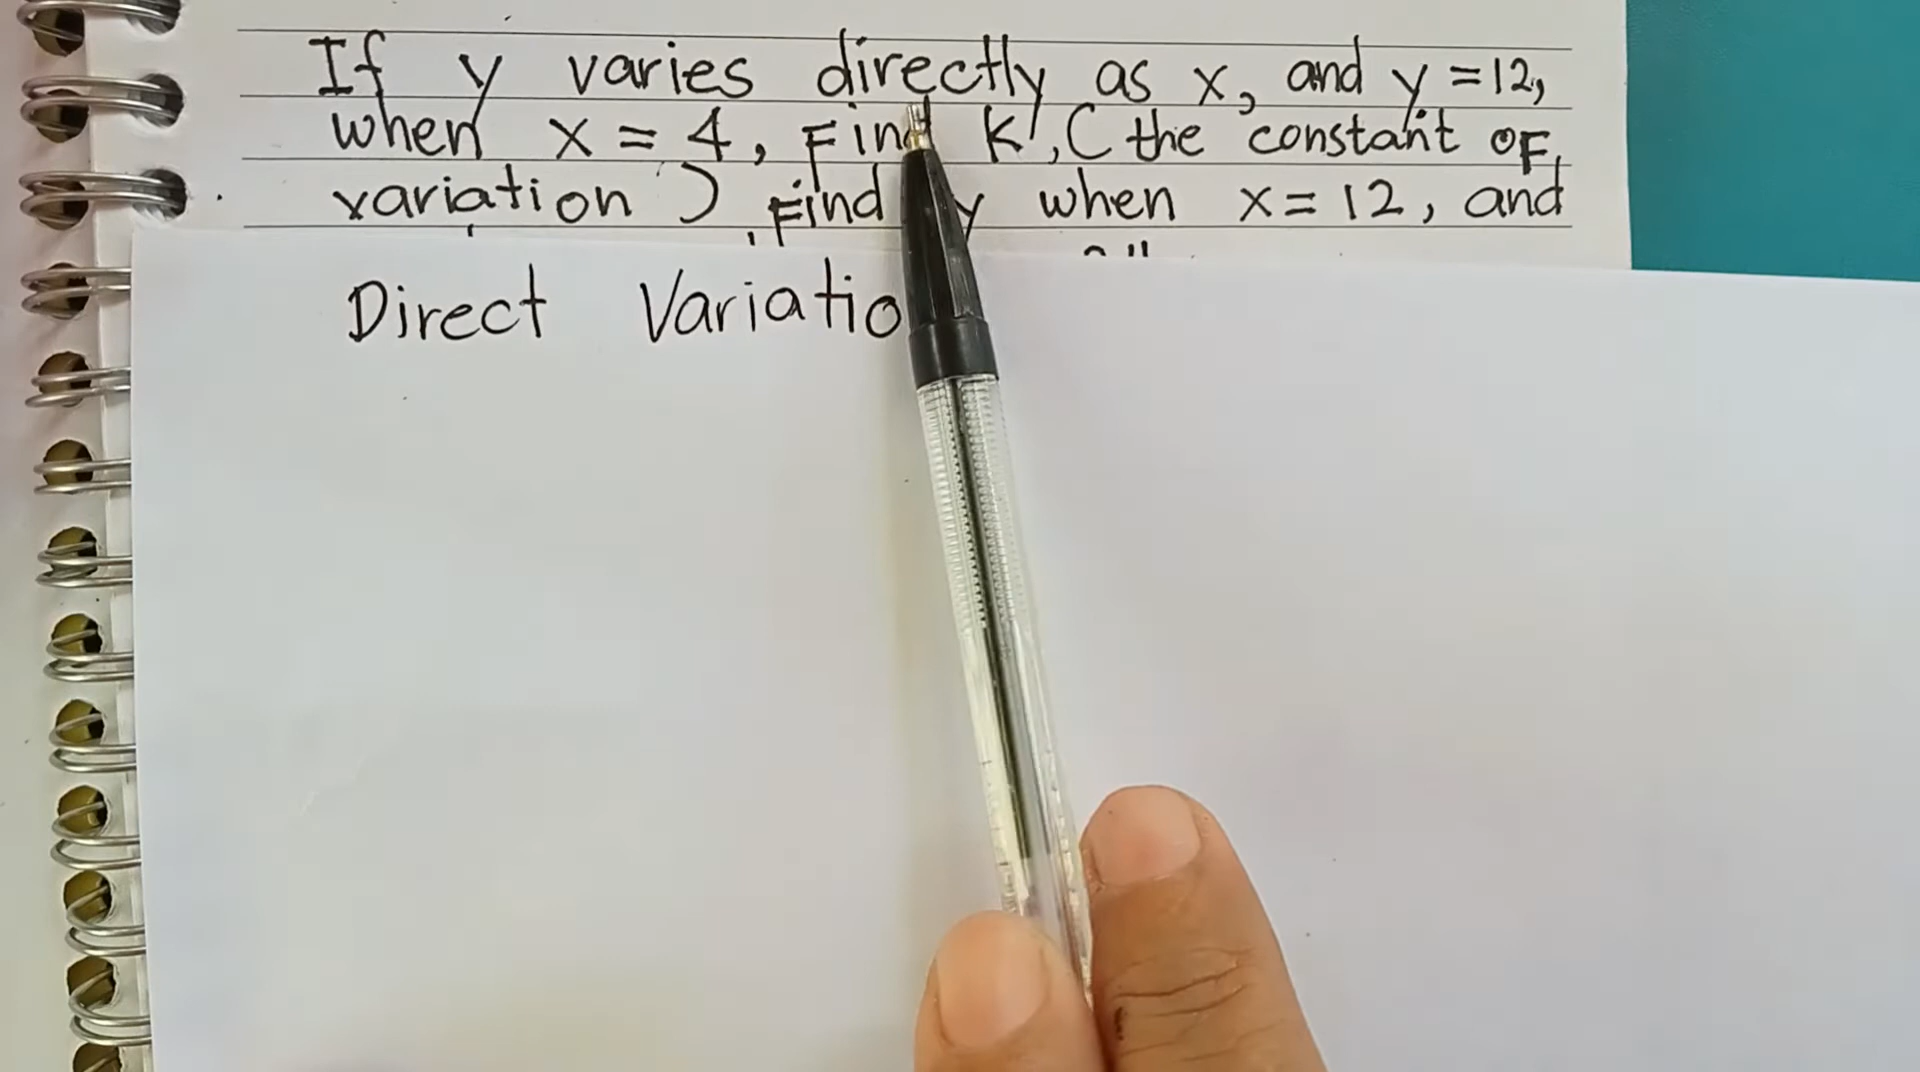 If y varies directly as x, and y = 12,
when x = 4, Find K, (the constant of
variation) , Find y when x = 12, and
Direct Variatio